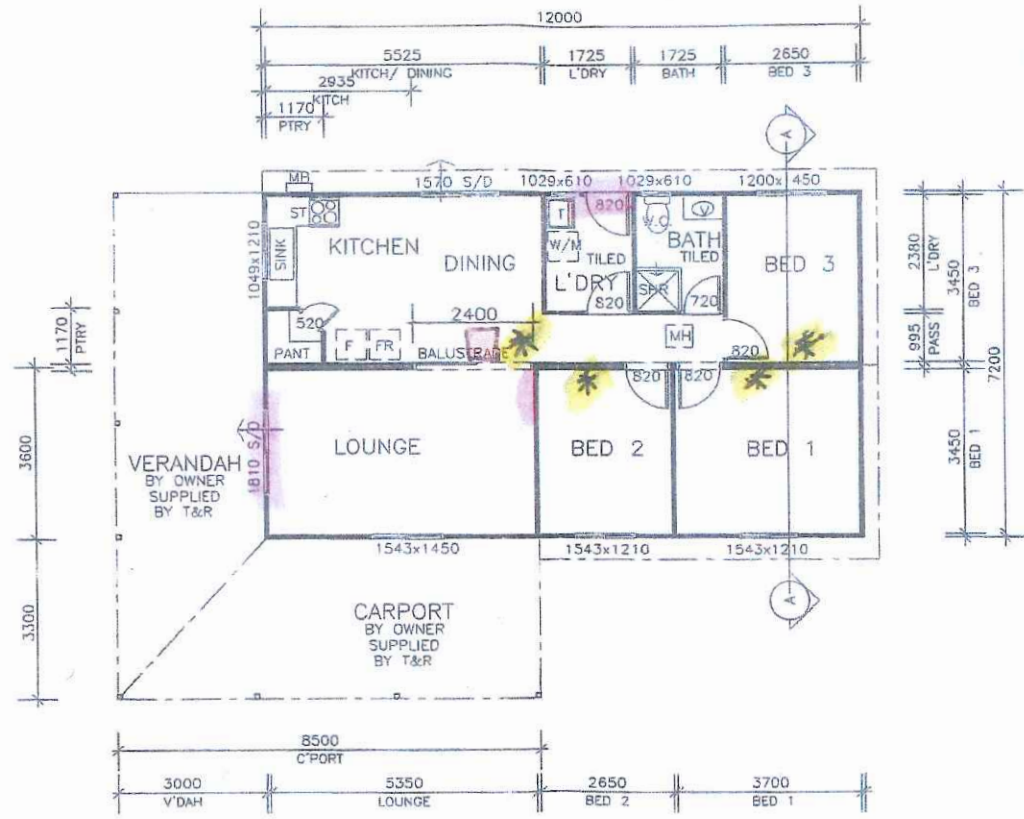 12000
5525
KITCH/ DINING
1725
L'DRY
1725
BATH
2650
BED 3
2935
KITCH
1170
PTRY
A
MB
1570 S/D
1029x610
1029x610
1200x1450
ST
820
T
W.C
V
1049x1210
SINK
KITCHEN
DINING
W/M
TILED
L'DRY
820
BATH
TILED
SHR
720
BED 3
2380
L'DRY
3450
BED 3
995
PASS
7200
1170
PTRY
520
PANT
F
FR
2400
BALUSTRADE
MH
820
820
820
3600
VERANDAH
BY OWNER
SUPPLIED
BY T&R
1810 S/D
LOUNGE
BED 2
BED 1
3450
BED 1
1543x1450
1543x1210
1543x1210
3300
CARPORT
BY OWNER
SUPPLIED
BY T&R
A
8500
C'PORT
3000
V'DAH
5350
LOUNGE
2650
BED 2
3700
BED 1